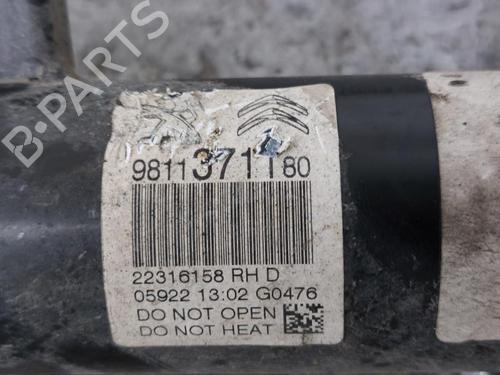 B-PARTS
9811371180
22316158 RH D
05922 13:02 G0476
DO NOT OPEN
DO NOT HEAT